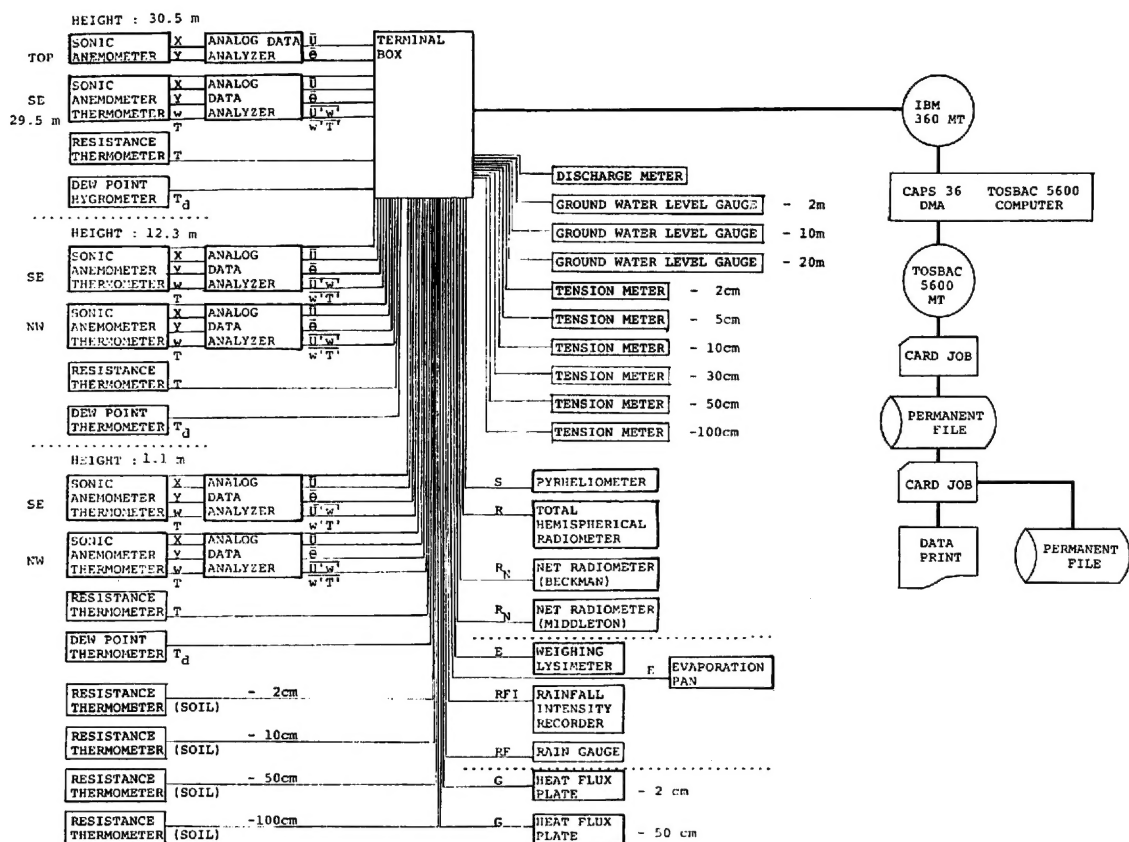 HEIGHT : 30.5 m
TOP
SONIC
ANEMOMETER
X
Y
ANALOG DATA
ANALYZER
U̅
θ̅
TERMINAL
BOX
SE
29.5 m
SONIC
ANEMOMETER
THERMOMETER
X
Y
w
T
ANALOG
DATA
ANALYZER
U̅
θ̅
U'w'
w'T'
RESISTANCE
THERMOMETER T
DEW POINT
HYGROMETER Td
HEIGHT : 12.3 m
SE
SONIC
ANEMOMETER
THERMOMETER
X
Y
w
T
ANALOG
DATA
ANALYZER
U̅
θ̅
U'w'
w'T'
NW
SONIC
ANEMOMETER
THERMOMETER
X
Y
w
T
ANALOG
DATA
ANALYZER
U̅
θ̅
U'w'
w'T'
RESISTANCE
THERMOMETER T
DEW POINT
THERMOMETER Td
HEIGHT : 1.1 m
SE
SONIC
ANEMOMETER
THERMOMETER
X
Y
w
T
ANALOG
DATA
ANALYZER
U̅
θ̅
U'w'
w'T'
NW
SONIC
ANEMOMETER
THERMOMETER
X
Y
w
T
ANALOG
DATA
ANALYZER
U̅
θ̅
U'w'
w'T'
RESISTANCE
THERMOMETER T
DEW POINT
THERMOMETER Td
RESISTANCE - 2cm
THERMOMETER (SOIL)
RESISTANCE - 10cm
THERMOMETER (SOIL)
RESISTANCE - 50cm
THERMOMETER (SOIL)
RESISTANCE -100cm
THERMOMETER (SOIL)
DISCHARGE METER
GROUND WATER LEVEL GAUGE - 2m
GROUND WATER LEVEL GAUGE - 10m
GROUND WATER LEVEL GAUGE - 20m
TENSION METER - 2cm
TENSION METER - 5cm
TENSION METER - 10cm
TENSION METER - 30cm
TENSION METER - 50cm
TENSION METER -100cm
S PYRHELIOMETER
R TOTAL
HEMISPHERICAL
RADIOMETER
RN NET RADIOMETER
(BECKMAN)
RN NET RADIOMETER
(MIDDLETON)
E WEIGHING
LYSIMETER
E EVAPORATION
PAN
RFI RAINFALL
INTENSITY
RECORDER
RF RAIN GAUGE
G HEAT FLUX
PLATE - 2 cm
G HEAT FLUX
PLATE - 50 cm
IBM
360 MT
CAPS 36 TOSBAC 5600
DMA COMPUTER
TOSBAC
5600
MT
CARD JOB
PERMANENT
FILE
CARD JOB
DATA
PRINT
PERMANENT
FILE